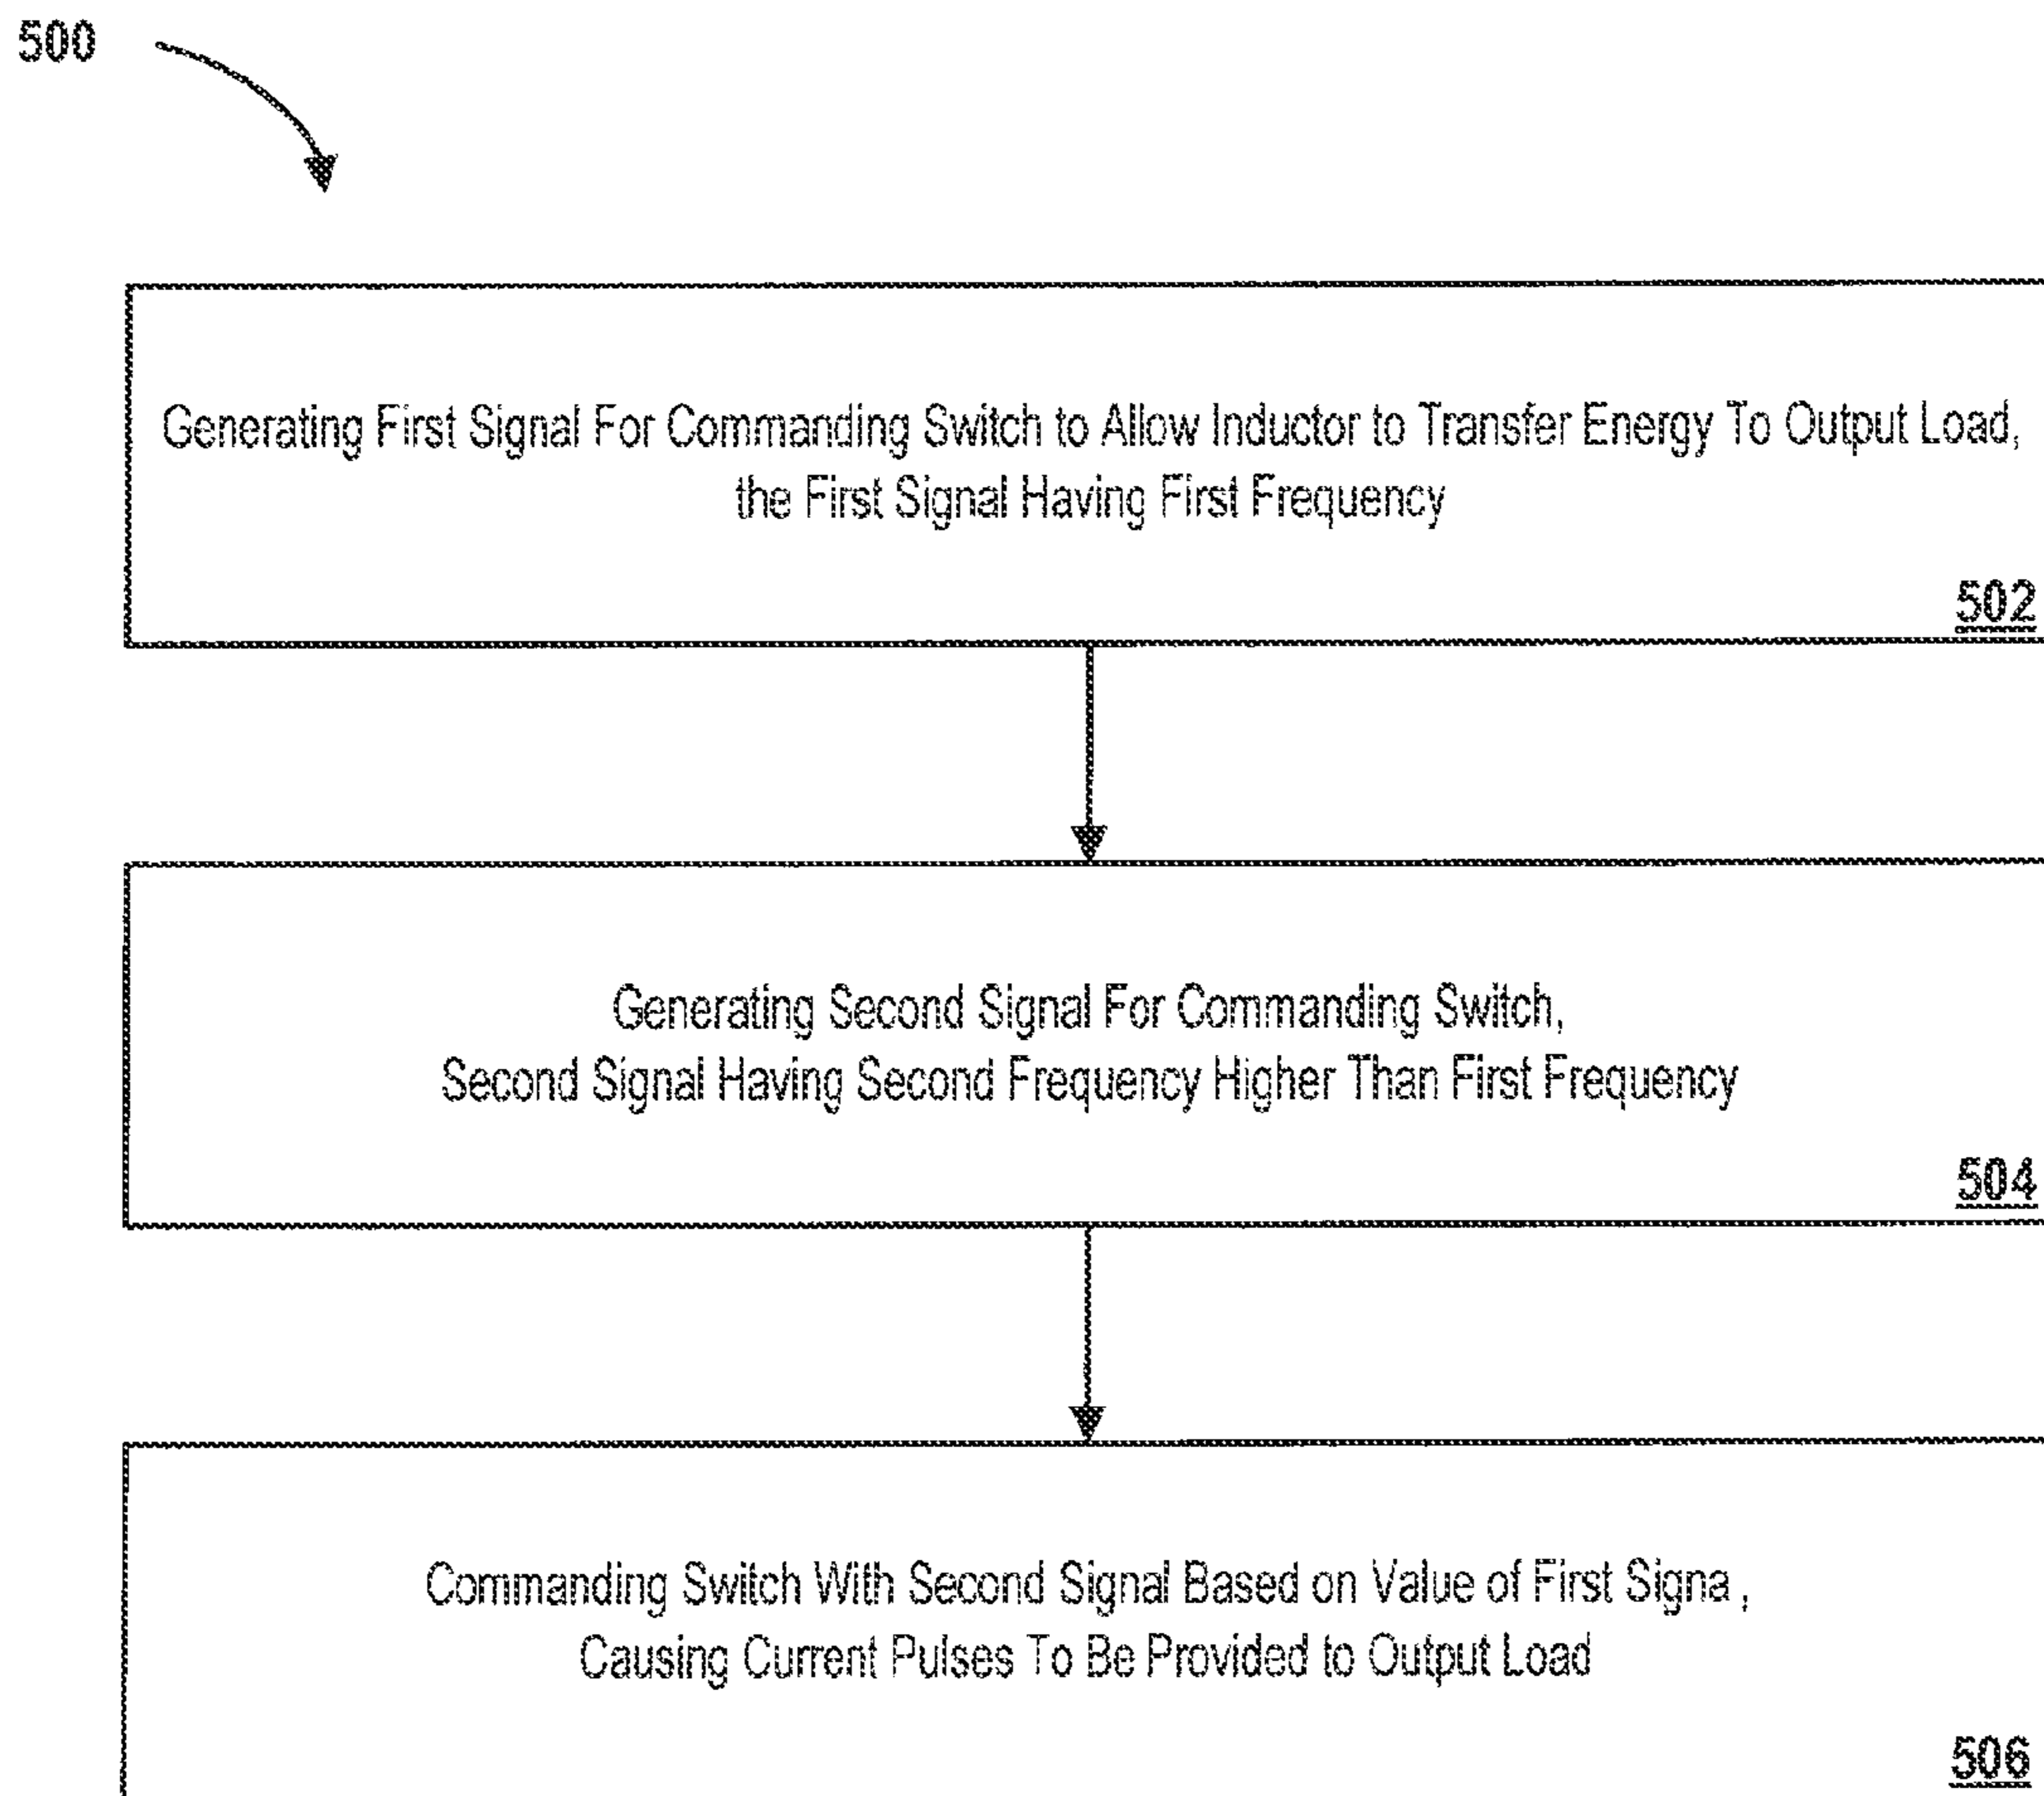 500
Generating First Signal For Commanding Switch to Allow Inductor to Transfer Energy To Output Load,
the First Signal Having First Frequency
502
Generating Second Signal For Commanding Switch,
Second Signal Having Second Frequency Higher Than First Frequency
504
Commanding Switch With Second Signal Based on Value of First Signa ,
Causing Current Pulses To Be Provided to Output Load
506